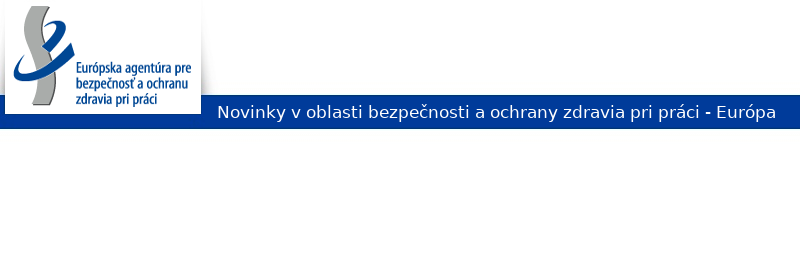 Európska agentúra pre
bezpečnosť a ochranu
zdravia pri práci
Novinky v oblasti bezpečnosti a ochrany zdravia pri práci - Európa